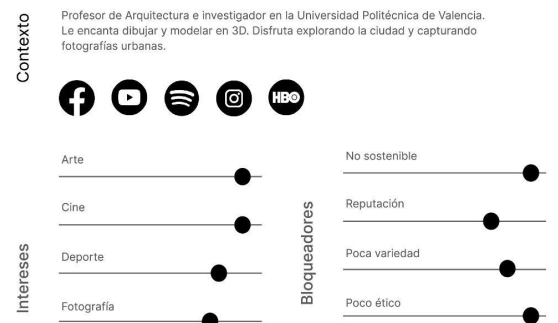 Contexto
Profesor de Arquitectura e investigador en la Universidad Politécnica de Valencia.
Le encanta dibujar y modelar en 3D. Disfruta explorando la ciudad y capturando
fotografías urbanas.
HBO
Intereses
Arte
Cine
Deporte
Fotografía
Bloqueadores
No sostenible
Reputación
Poca variedad
Poco ético